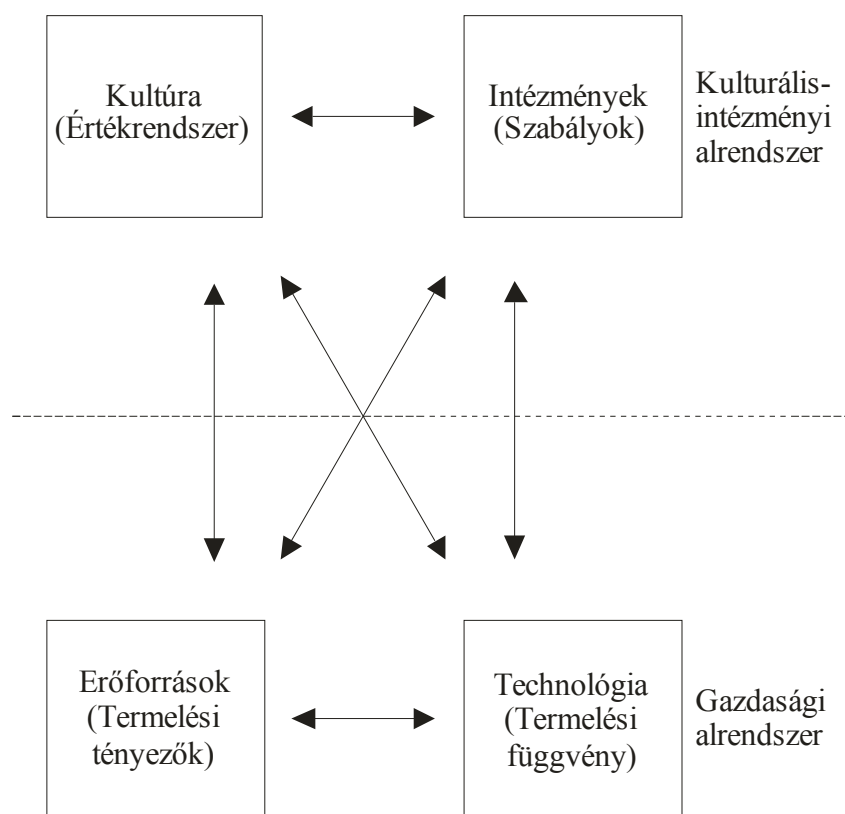 Kultúra
(Értékrendszer)
Intézmények
(Szabályok)
Kulturális-
intézményi
alrendszer
Erőforrások
(Termelési
tényezők)
Technológia
(Termelési
függvény)
Gazdasági
alrendszer